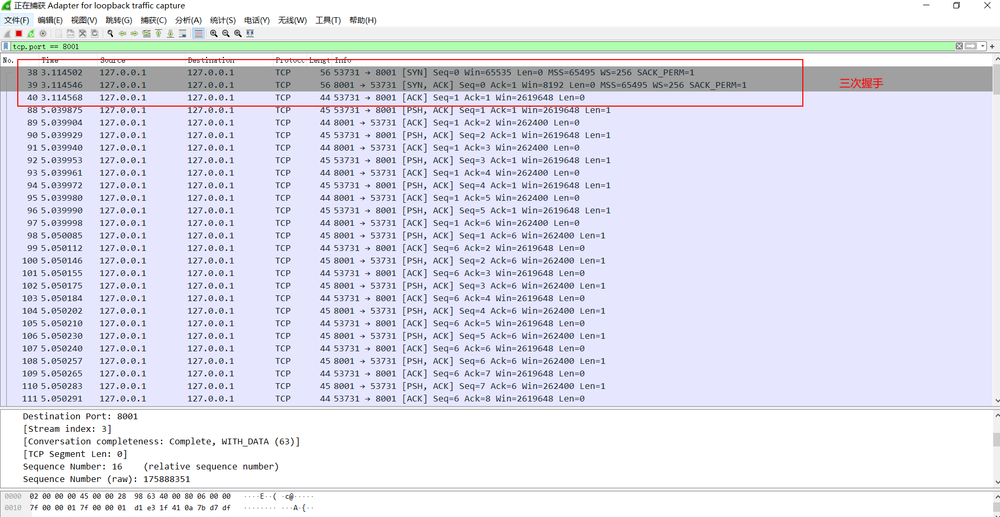 正在捕获 Adapter for loopback traffic capture
文件(F) 编辑(E) 视图(V) 跳转(G) 捕获(C) 分析(A) 统计(S) 电话(Y) 无线(W) 工具(T) 帮助(H)
tcp.port == 8001
No. Time Source Destination Protocc Lengt Info
38 3.114502 127.0.0.1 127.0.0.1 TCP 56 53731 → 8001 [SYN] Seq=0 Win=65535 Len=0 MSS=65495 WS=256 SACK_PERM=1
39 3.114546 127.0.0.1 127.0.0.1 TCP 56 8001 → 53731 [SYN, ACK] Seq=0 Ack=1 Win=8192 Len=0 MSS=65495 WS=256 SACK_PERM=1
三次握手
40 3.114568 127.0.0.1 127.0.0.1 TCP 44 53731 → 8001 [ACK] Seq=1 Ack=1 Win=2619648 Len=0
88 5.039875 127.0.0.1 127.0.0.1 TCP 45 53731 → 8001 [PSH, ACK] Seq=1 Ack=1 Win=2619648 Len=1
89 5.039904 127.0.0.1 127.0.0.1 TCP 44 8001 → 53731 [ACK] Seq=1 Ack=2 Win=262400 Len=0
90 5.039929 127.0.0.1 127.0.0.1 TCP 45 53731 → 8001 [PSH, ACK] Seq=2 Ack=1 Win=2619648 Len=1
91 5.039940 127.0.0.1 127.0.0.1 TCP 44 8001 → 53731 [ACK] Seq=1 Ack=3 Win=262400 Len=0
92 5.039953 127.0.0.1 127.0.0.1 TCP 45 53731 → 8001 [PSH, ACK] Seq=3 Ack=1 Win=2619648 Len=1
93 5.039961 127.0.0.1 127.0.0.1 TCP 44 8001 → 53731 [ACK] Seq=1 Ack=4 Win=262400 Len=0
94 5.039972 127.0.0.1 127.0.0.1 TCP 45 53731 → 8001 [PSH, ACK] Seq=4 Ack=1 Win=2619648 Len=1
95 5.039980 127.0.0.1 127.0.0.1 TCP 44 8001 → 53731 [ACK] Seq=1 Ack=5 Win=262400 Len=0
96 5.039990 127.0.0.1 127.0.0.1 TCP 45 53731 → 8001 [PSH, ACK] Seq=5 Ack=1 Win=2619648 Len=1
97 5.039998 127.0.0.1 127.0.0.1 TCP 44 8001 → 53731 [ACK] Seq=1 Ack=6 Win=262400 Len=0
98 5.050085 127.0.0.1 127.0.0.1 TCP 45 8001 → 53731 [PSH, ACK] Seq=1 Ack=6 Win=262400 Len=1
99 5.050112 127.0.0.1 127.0.0.1 TCP 44 53731 → 8001 [ACK] Seq=6 Ack=2 Win=2619648 Len=0
100 5.050146 127.0.0.1 127.0.0.1 TCP 45 8001 → 53731 [PSH, ACK] Seq=2 Ack=6 Win=262400 Len=1
101 5.050155 127.0.0.1 127.0.0.1 TCP 44 53731 → 8001 [ACK] Seq=6 Ack=3 Win=2619648 Len=0
102 5.050175 127.0.0.1 127.0.0.1 TCP 45 8001 → 53731 [PSH, ACK] Seq=3 Ack=6 Win=262400 Len=1
103 5.050184 127.0.0.1 127.0.0.1 TCP 44 53731 → 8001 [ACK] Seq=6 Ack=4 Win=2619648 Len=0
104 5.050202 127.0.0.1 127.0.0.1 TCP 45 8001 → 53731 [PSH, ACK] Seq=4 Ack=6 Win=262400 Len=1
105 5.050210 127.0.0.1 127.0.0.1 TCP 44 53731 → 8001 [ACK] Seq=6 Ack=5 Win=2619648 Len=0
106 5.050230 127.0.0.1 127.0.0.1 TCP 45 8001 → 53731 [PSH, ACK] Seq=5 Ack=6 Win=262400 Len=1
107 5.050240 127.0.0.1 127.0.0.1 TCP 44 53731 → 8001 [ACK] Seq=6 Ack=6 Win=2619648 Len=0
108 5.050257 127.0.0.1 127.0.0.1 TCP 45 8001 → 53731 [PSH, ACK] Seq=6 Ack=6 Win=262400 Len=1
109 5.050265 127.0.0.1 127.0.0.1 TCP 44 53731 → 8001 [ACK] Seq=6 Ack=7 Win=2619648 Len=0
110 5.050283 127.0.0.1 127.0.0.1 TCP 45 8001 → 53731 [PSH, ACK] Seq=7 Ack=6 Win=262400 Len=1
111 5.050291 127.0.0.1 127.0.0.1 TCP 44 53731 → 8001 [ACK] Seq=6 Ack=8 Win=2619648 Len=0
Destination Port: 8001
[Stream index: 3]
[Conversation completeness: Complete, WITH_DATA (63)]
[TCP Segment Len: 0]
Sequence Number: 16 (relative sequence number)
Sequence Number (raw): 175888351
0000 02 00 00 00 45 00 00 28 98 63 40 00 80 06 00 00 ····E··( ·c@·····
0010 7f 00 00 01 7f 00 00 01 d1 e3 1f 41 0a 7b d7 df ········ ···A·{··